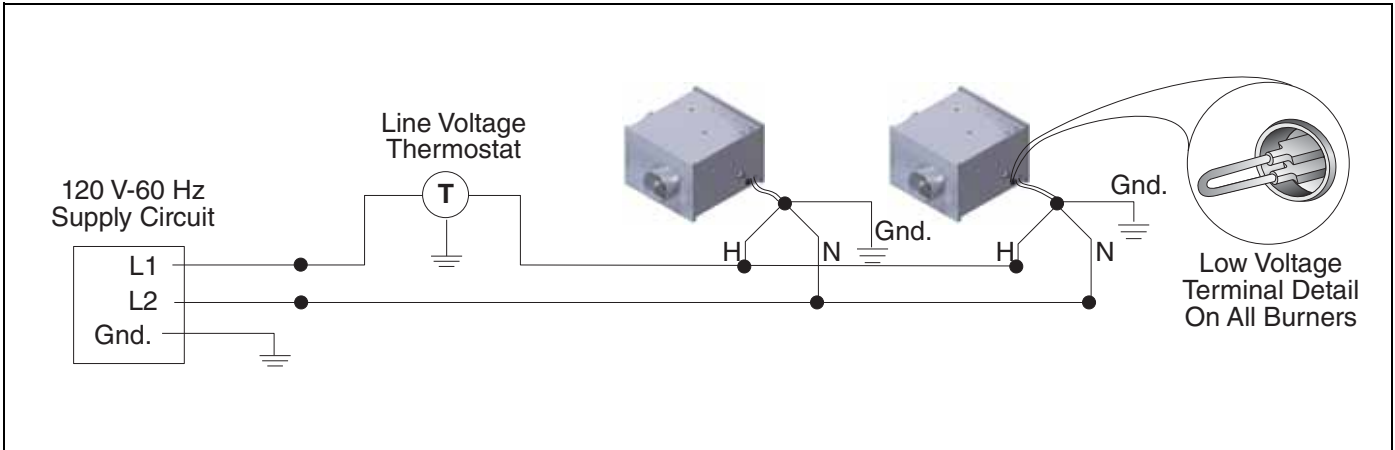 Line Voltage
Thermostat
120 V-60 Hz
Supply Circuit
T
L1
L2
Gnd.
H
N
Gnd.
H
N
Gnd.
Low Voltage
Terminal Detail
On All Burners